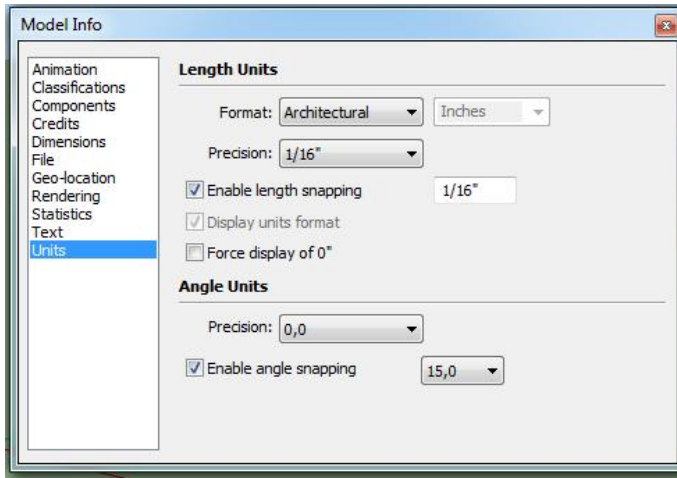 Model Info
Animation
Classifications
Components
Credits
Dimensions
File
Geo-location
Rendering
Statistics
Text
Units
Length Units
Format: Architectural Inches
Precision: 1/16"
Enable length snapping 1/16"
Display units format
Force display of 0"
Angle Units
Precision: 0,0
Enable angle snapping 15,0